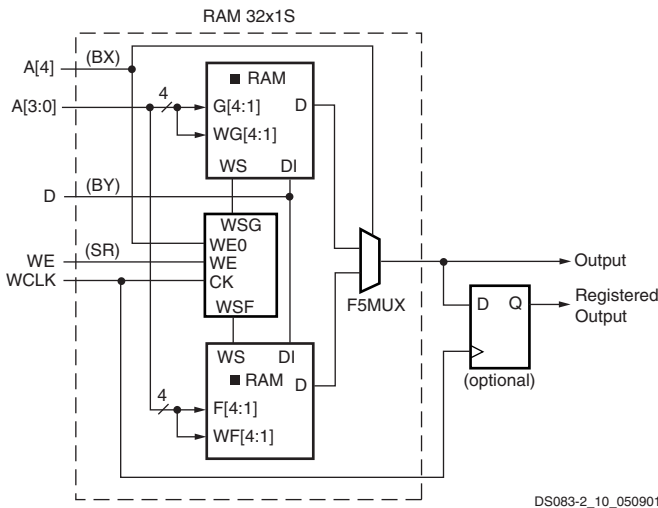 RAM 32x1S
A[4]
(BX)
A[3:0]
4
RAM
G[4:1]
D
WG[4:1]
WS
DI
D
(BY)
WSG
WE0
WE
(SR)
WE
WCLK
CK
WSF
F5MUX
Output
D
Q
Registered
Output
(optional)
WS
DI
RAM
D
4
F[4:1]
WF[4:1]
DS083-2_10_050901